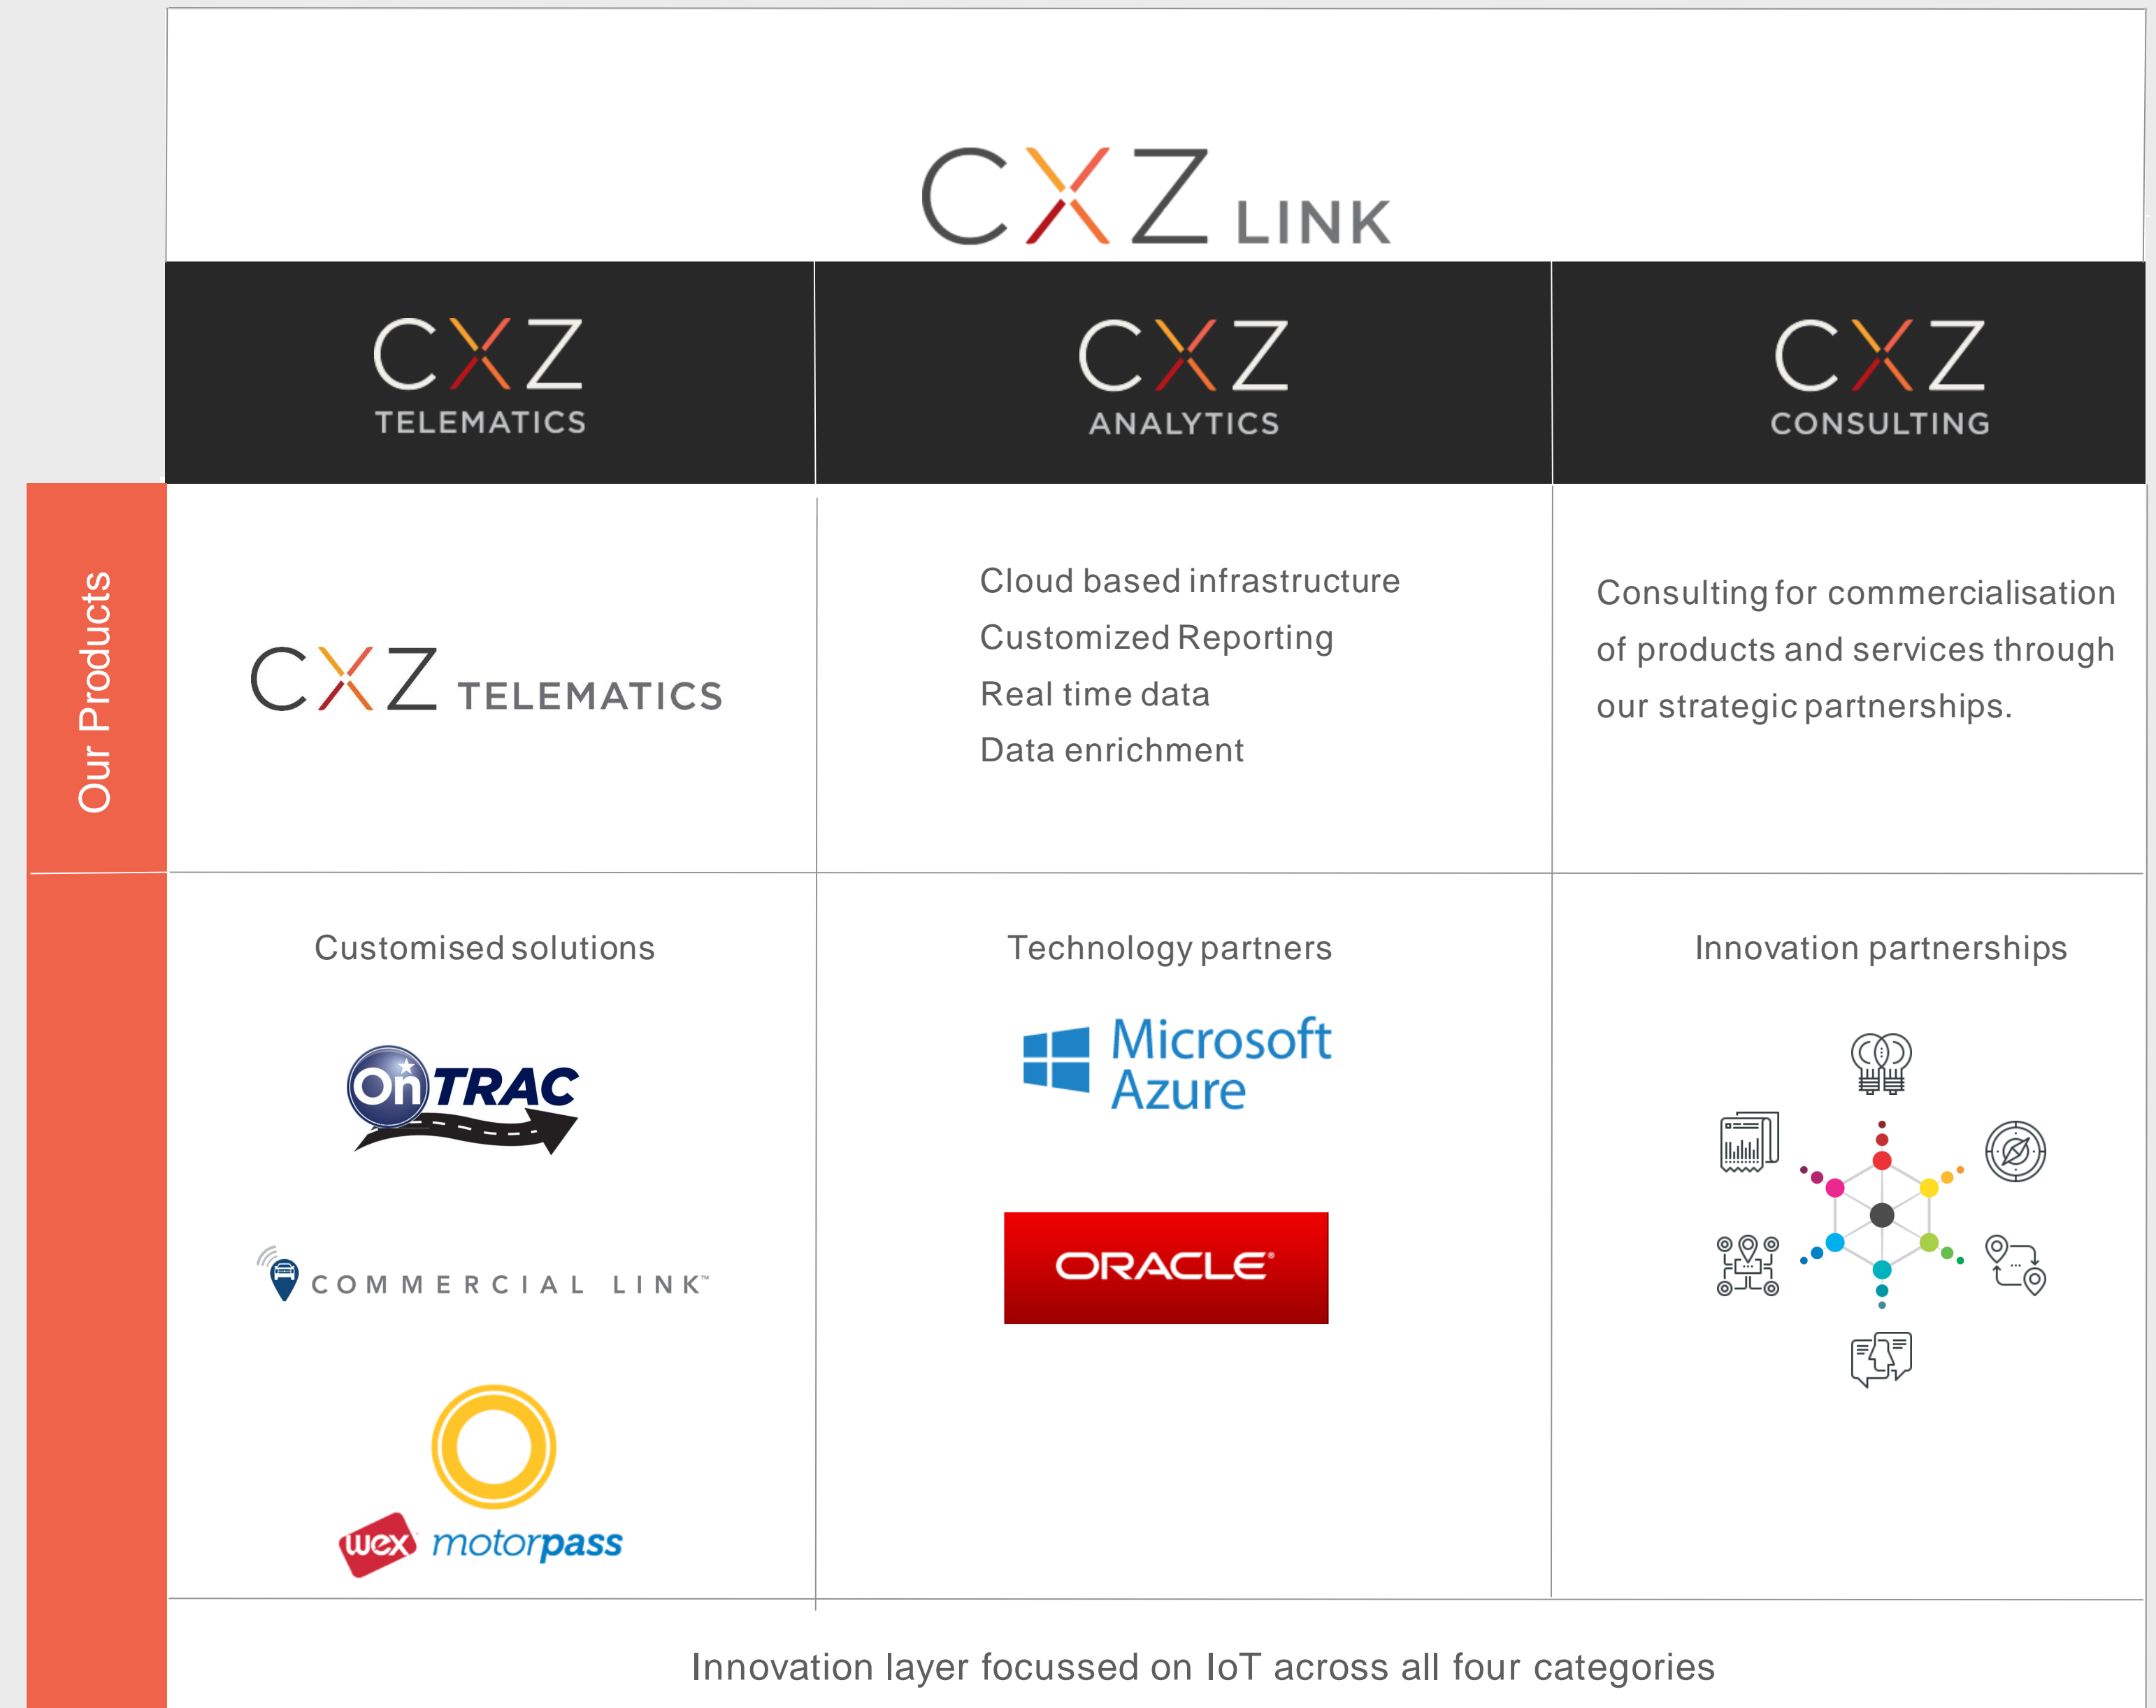 CXZ LINK
CXZ
TELEMATICS
CXZ
ANALYTICS
CXZ
CONSULTING
Our Products
CXZ TELEMATICS
Cloud based infrastructure
Customized Reporting
Real time data
Data enrichment
Consulting for commercialisation
of products and services through
our strategic partnerships.
Customised solutions
OnTRAC
COMMERCIAL LINK™
wex motorpass
Technology partners
Microsoft
Azure
ORACLE®
Innovation partnerships
Innovation layer focussed on IoT across all four categories